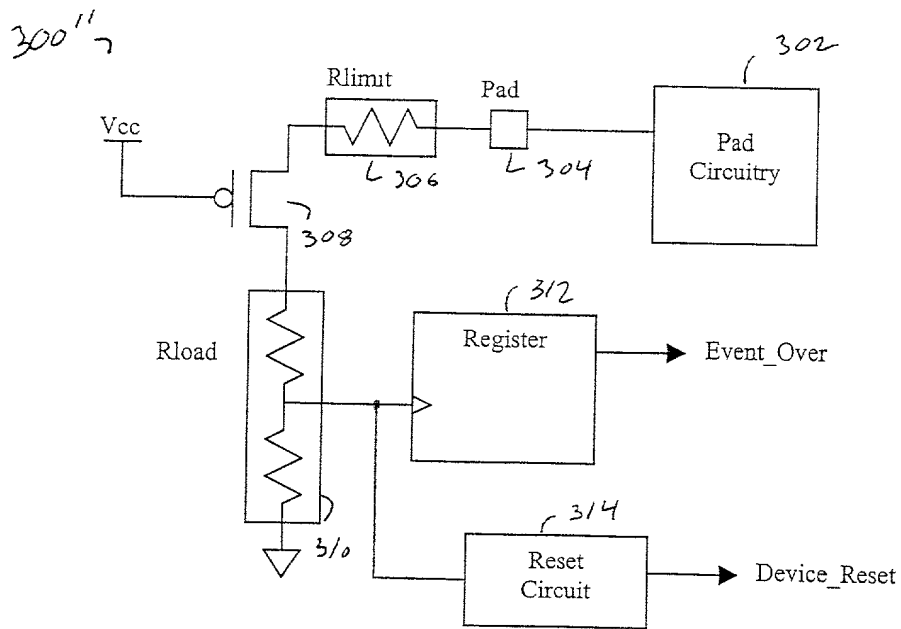 300''
302
Rlimit
Pad
Vcc
Pad
Circuitry
306
304
308
312
Rload
Register
Event_Over
310
314
Reset
Circuit
Device_Reset